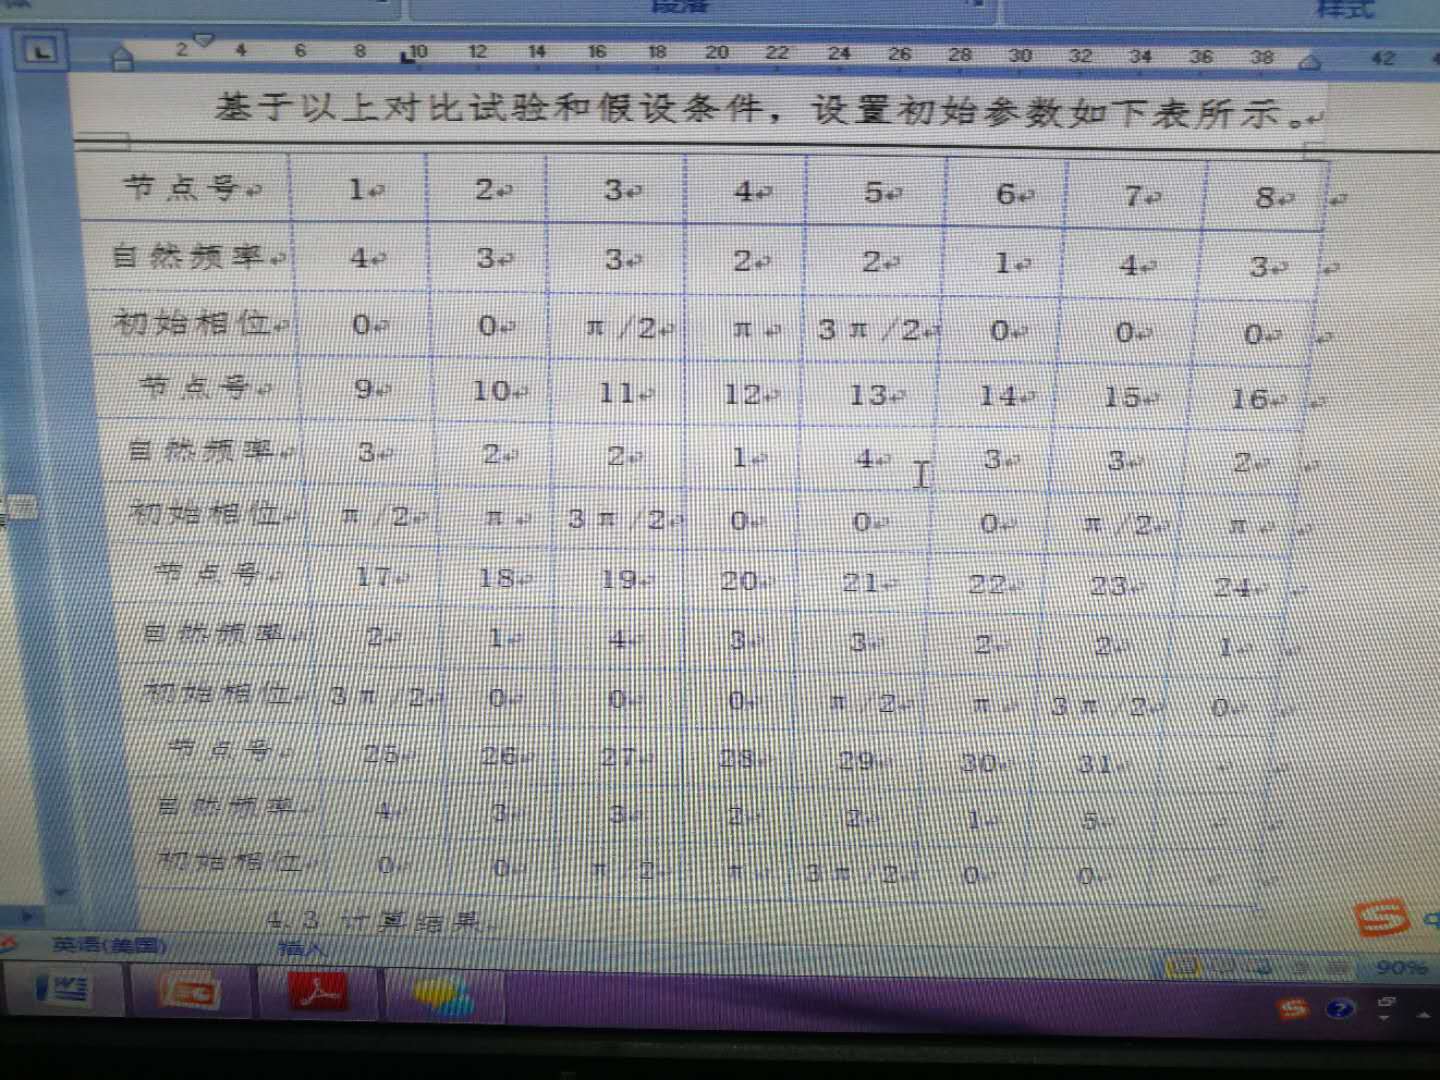 段落 样式
2 4 6 8 10 12 14 16 18 20 22 24 26 28 30 32 34 36 38 42
基于以上对比试验和假设条件，设置初始参数如下表所示。
节点号 1 2 3 4 5 6 7 8
自然频率 4 3 3 2 2 1 4 3
初始相位 0 0 π/2 π 3π/2 0 0 0
节点号 9 10 11 12 13 14 15 16
自然频率 3 2 2 1 4 3 3 2
初始相位 π/2 π 3π/2 0 0 0 π/2 π
节点号 17 18 19 20 21 22 23 24
自然频率 2 1 4 3 3 2 2 1
初始相位 3π/2 0 0 0 π/2 π 3π/2 0
节点号 25 26 27 28 29 30 31
自然频率 4 3 3 2 2 1 5
初始相位 0 0 π/2 π 3π/2 0 0
4.3 计算结果
英语(美国) 插入 90%